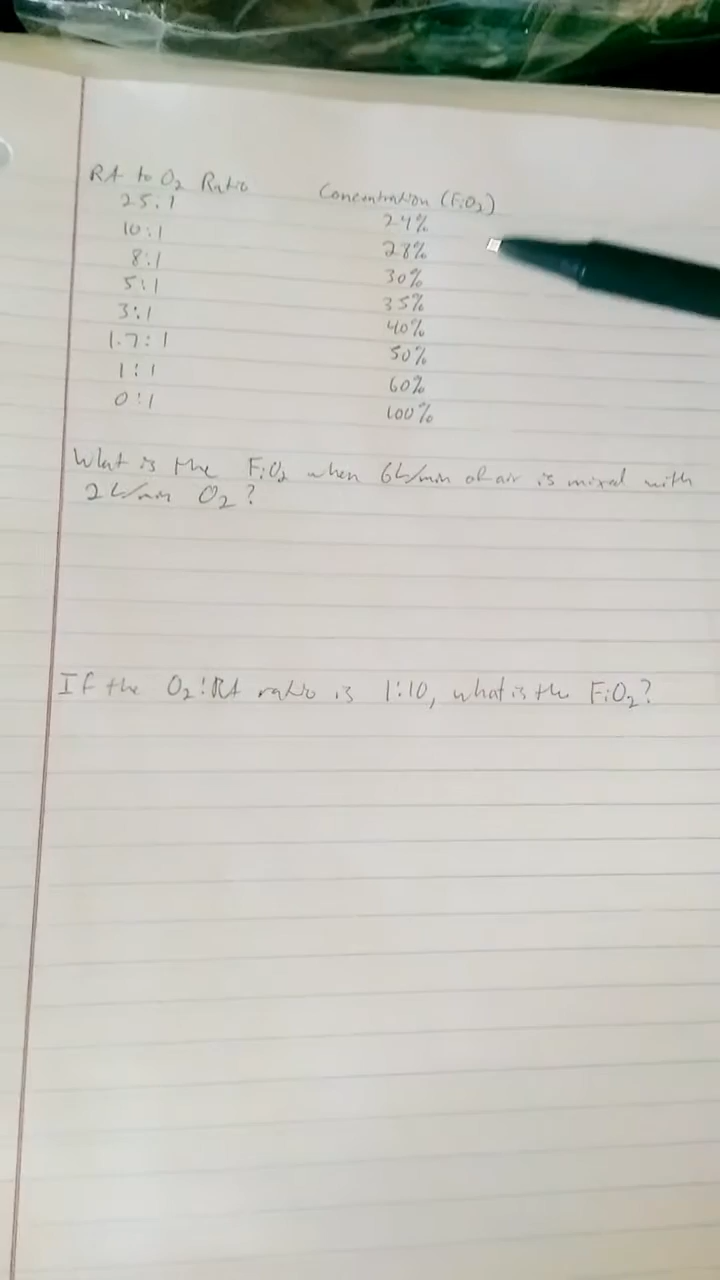 RA to O2 Ratio Concentration (FiO2)
25:1 24%
10:1 28%
8:1 30%
5:1 35%
3:1 40%
1.7:1 50%
1:1 60%
0:1 100%
What is the FiO2 when 6L/min of air is mixed with
2L/min O2?
If the O2:RA ratio is 1:10, what is the FiO2?